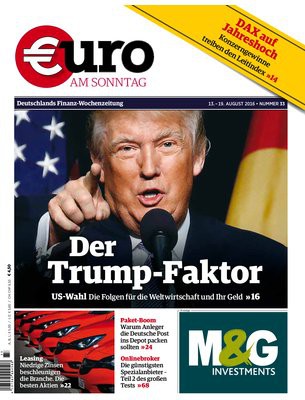 €uro
AM SONNTAG
DAX auf
Jahreshoch
Konzerngewinne
treiben den Leitindex »14
Deutschlands Finanz-Wochenzeitung
13. – 19. AUGUST 2016 • NUMMER 33
€ 4,50
Der
Trump-Faktor
US-Wahl Die Folgen für die Weltwirtschaft und Ihr Geld »16
Leasing
Niedrige Zinsen
beschleunigen
die Branche. Die
besten Aktien »22
Paket-Boom
Warum Anleger
die Deutsche Post
ins Depot packen
sollten »24
Onlinebroker
Die günstigsten
Spezialanbieter –
Teil 2 des großen
Tests »68
M&G
INVESTMENTS